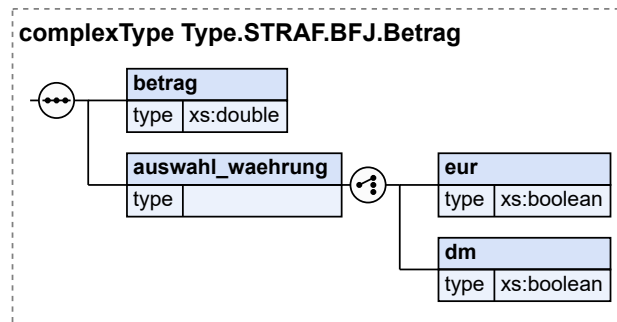 complexType Type.STRAF.BFJ.Betrag
betrag
type xs:double
auswahl_waehrung
type
eur
type xs:boolean
dm
type xs:boolean